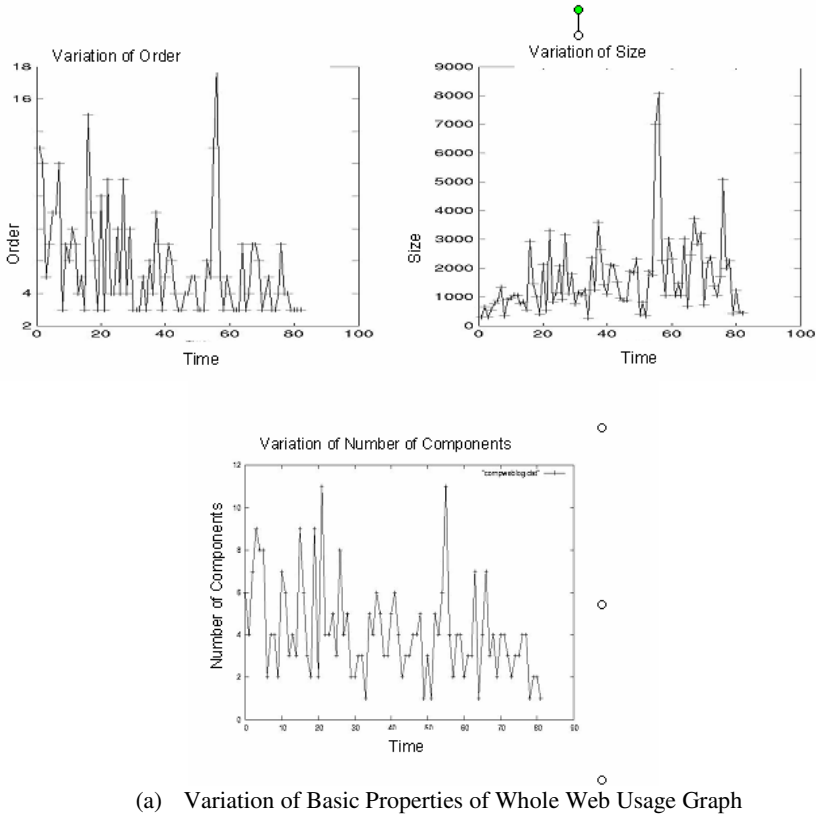 Variation of Order
18
16
4
2
Order
0 20 40 60 80 100
Time
Variation of Size
9000
8000
7000
6000
5000
4000
3000
2000
1000
0
Size
0 20 40 60 80 100
Time
Variation of Number of Components
"compweblog.dat"
12
10
8
6
4
2
0
Number of Components
0 10 20 30 40 50 60 70 80 90
Time
(a) Variation of Basic Properties of Whole Web Usage Graph